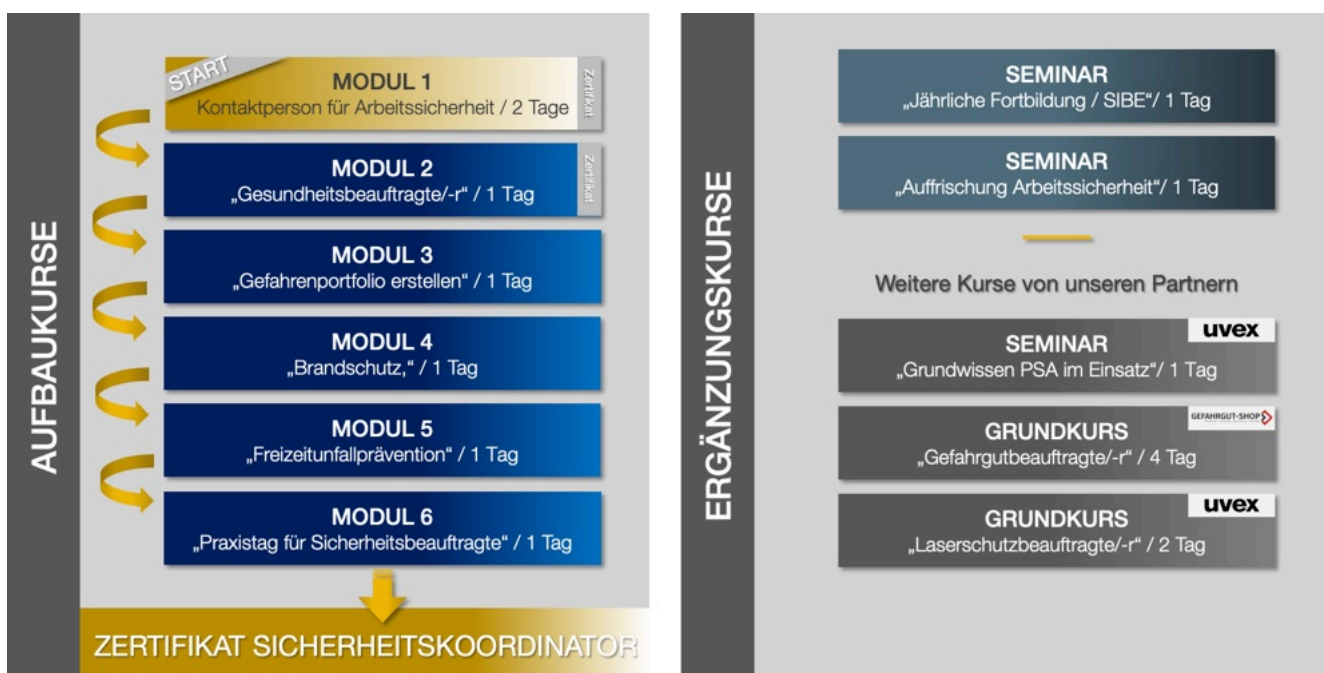 AUFBAUKURSE
START
MODUL 1
Kontaktperson für Arbeitssicherheit / 2 Tage
Zertifikat
MODUL 2
„Gesundheitsbeauftragte/-r“ / 1 Tag
Zertifikat
MODUL 3
„Gefahrenportfolio erstellen“ / 1 Tag
MODUL 4
„Brandschutz,“ / 1 Tag
MODUL 5
„Freizeitunfallprävention“ / 1 Tag
MODUL 6
„Praxistag für Sicherheitsbeauftragte“ / 1 Tag
ZERTIFIKAT SICHERHEITSKOORDINATOR
ERGÄNZUNGSKURSE
SEMINAR
„Jährliche Fortbildung / SIBE“/ 1 Tag
SEMINAR
„Auffrischung Arbeitssicherheit“/ 1 Tag
Weitere Kurse von unseren Partnern
uvex
SEMINAR
„Grundwissen PSA im Einsatz“/ 1 Tag
GEFAHRGUT-SHOP
GRUNDKURS
„Gefahrgutbeauftragte/-r“ / 4 Tag
uvex
GRUNDKURS
„Laserschutzbeauftragte/-r“ / 2 Tag